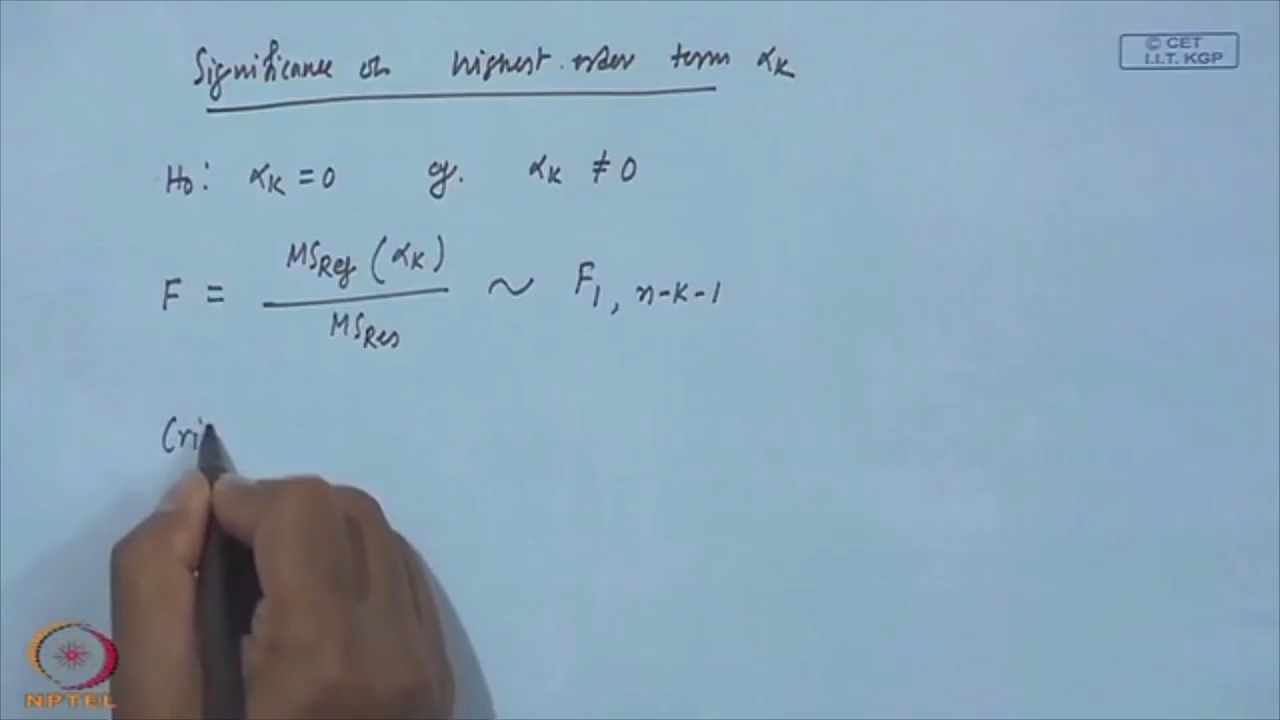 Significance on highest order term αK
© CET
I.I.T. KGP
H0: αK = 0 ag. αK ≠ 0
F = MSReg (αK) / MSRes ~ F1, n-k-1
Cri
NPTEL